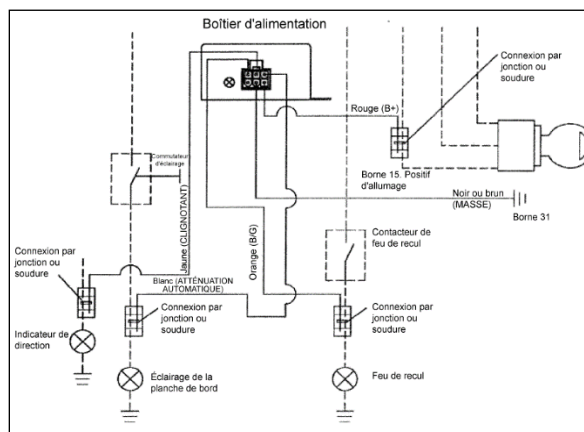 Boîtier d'alimentation
Connexion par
jonction ou
soudure
Rouge (B+)
Commutateur
d'éclairage
Borne 15. Positif
d'allumage
Noir ou brun
(MASSE)
Borne 31
Jaune (CLIGNOTANT)
Orange (B/G)
Contacteur de
feu de recul
Connexion par
jonction ou
soudure
Blanc (ATTÉNUATION
AUTOMATIQUE)
Connexion par
jonction ou
soudure
Connexion par
jonction ou
soudure
Indicateur de
direction
Éclairage de la
planche de bord
Feu de recul